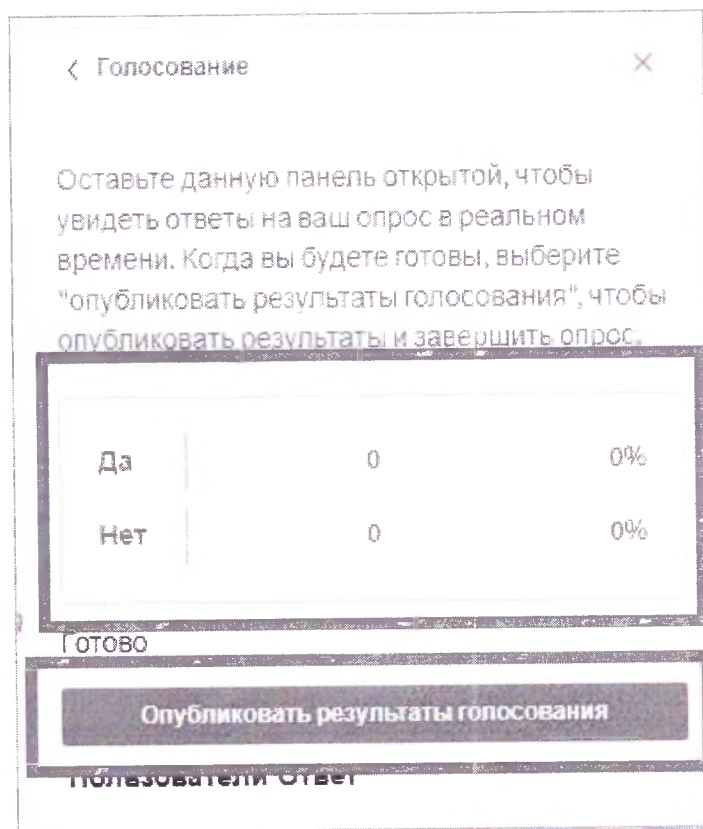 Голосование
Оставьте данную панель открытой, чтобы
увидеть ответы на ваш опрос в реальном
времени. Когда вы будете готовы, выберите
"опубликовать результаты голосования", чтобы
опубликовать результаты и завершить опрос.
Да 0 0%
Нет 0 0%
Готово
Опубликовать результаты голосования
Пользователи Ответ